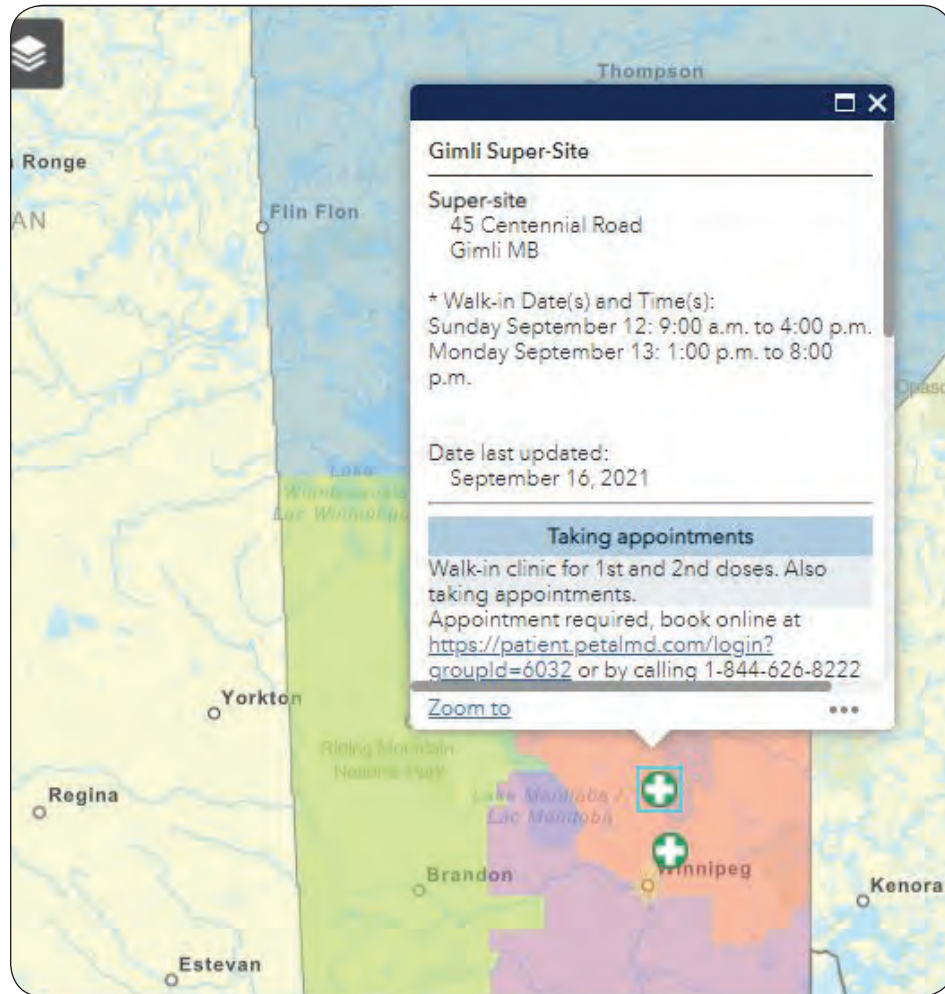 Thompson
Ronge
AN
Flin Flon
Gimli Super-Site
Super-site
45 Centennial Road
Gimli MB
* Walk-in Date(s) and Time(s):
Sunday September 12: 9:00 a.m. to 4:00 p.m.
Monday September 13: 1:00 p.m. to 8:00
p.m.
Date last updated:
September 16, 2021
Taking appointments
Walk-in clinic for 1st and 2nd doses. Also
taking appointments.
Appointment required, book online at
https://patient.petalmd.com/login?
groupId=6032 or by calling 1-844-626-8222
Zoom to
Lake
Yorkton
Riding Mountain
National Park
Regina
Lake Manitoba /
Lac Manitoba
Brandon
Winnipeg
Kenora
Estevan